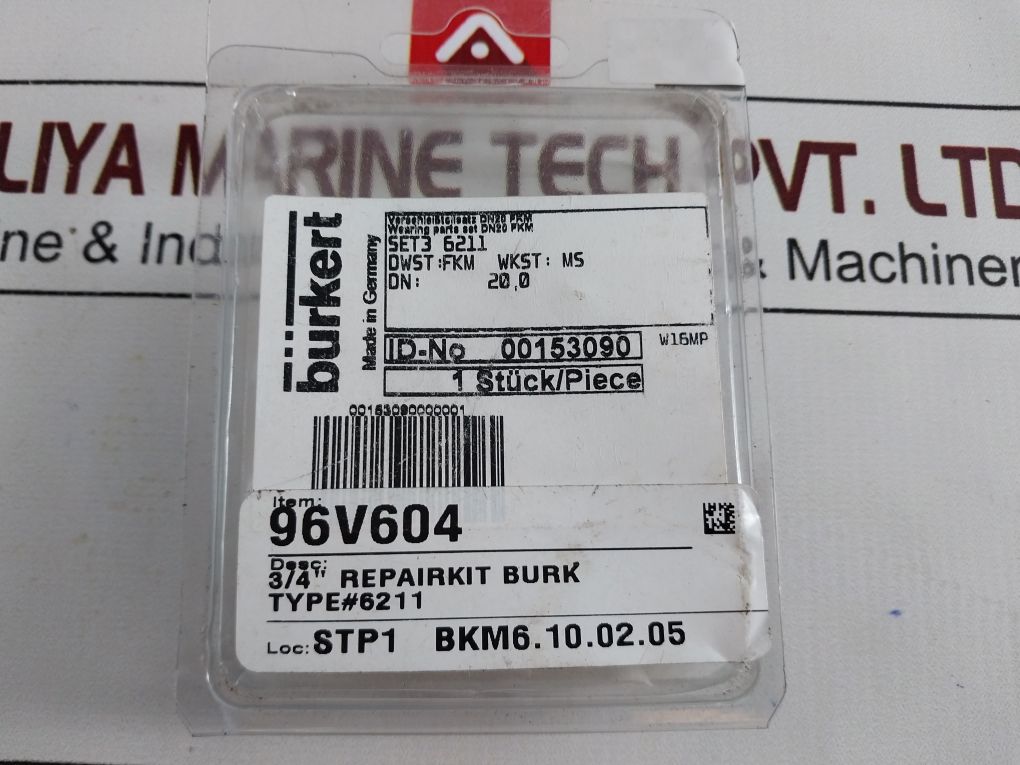 LIYA MARINE TECH PVT. LTD
ne & Ind
& Machiner
burkert
Made in Germany
Verschleißteilsatz DN20 FKM
Wearing parts set DN20 FKM
SET3 6211
DWST:FKM WKST: MS
DN: 20,0
ID-No 00153090
W16MP
1 Stück/Piece
00153090000001
Item:
96V604
Desc:
3/4" REPAIRKIT BURK
TYPE#6211
Loc: STP1 BKM6.10.02.05